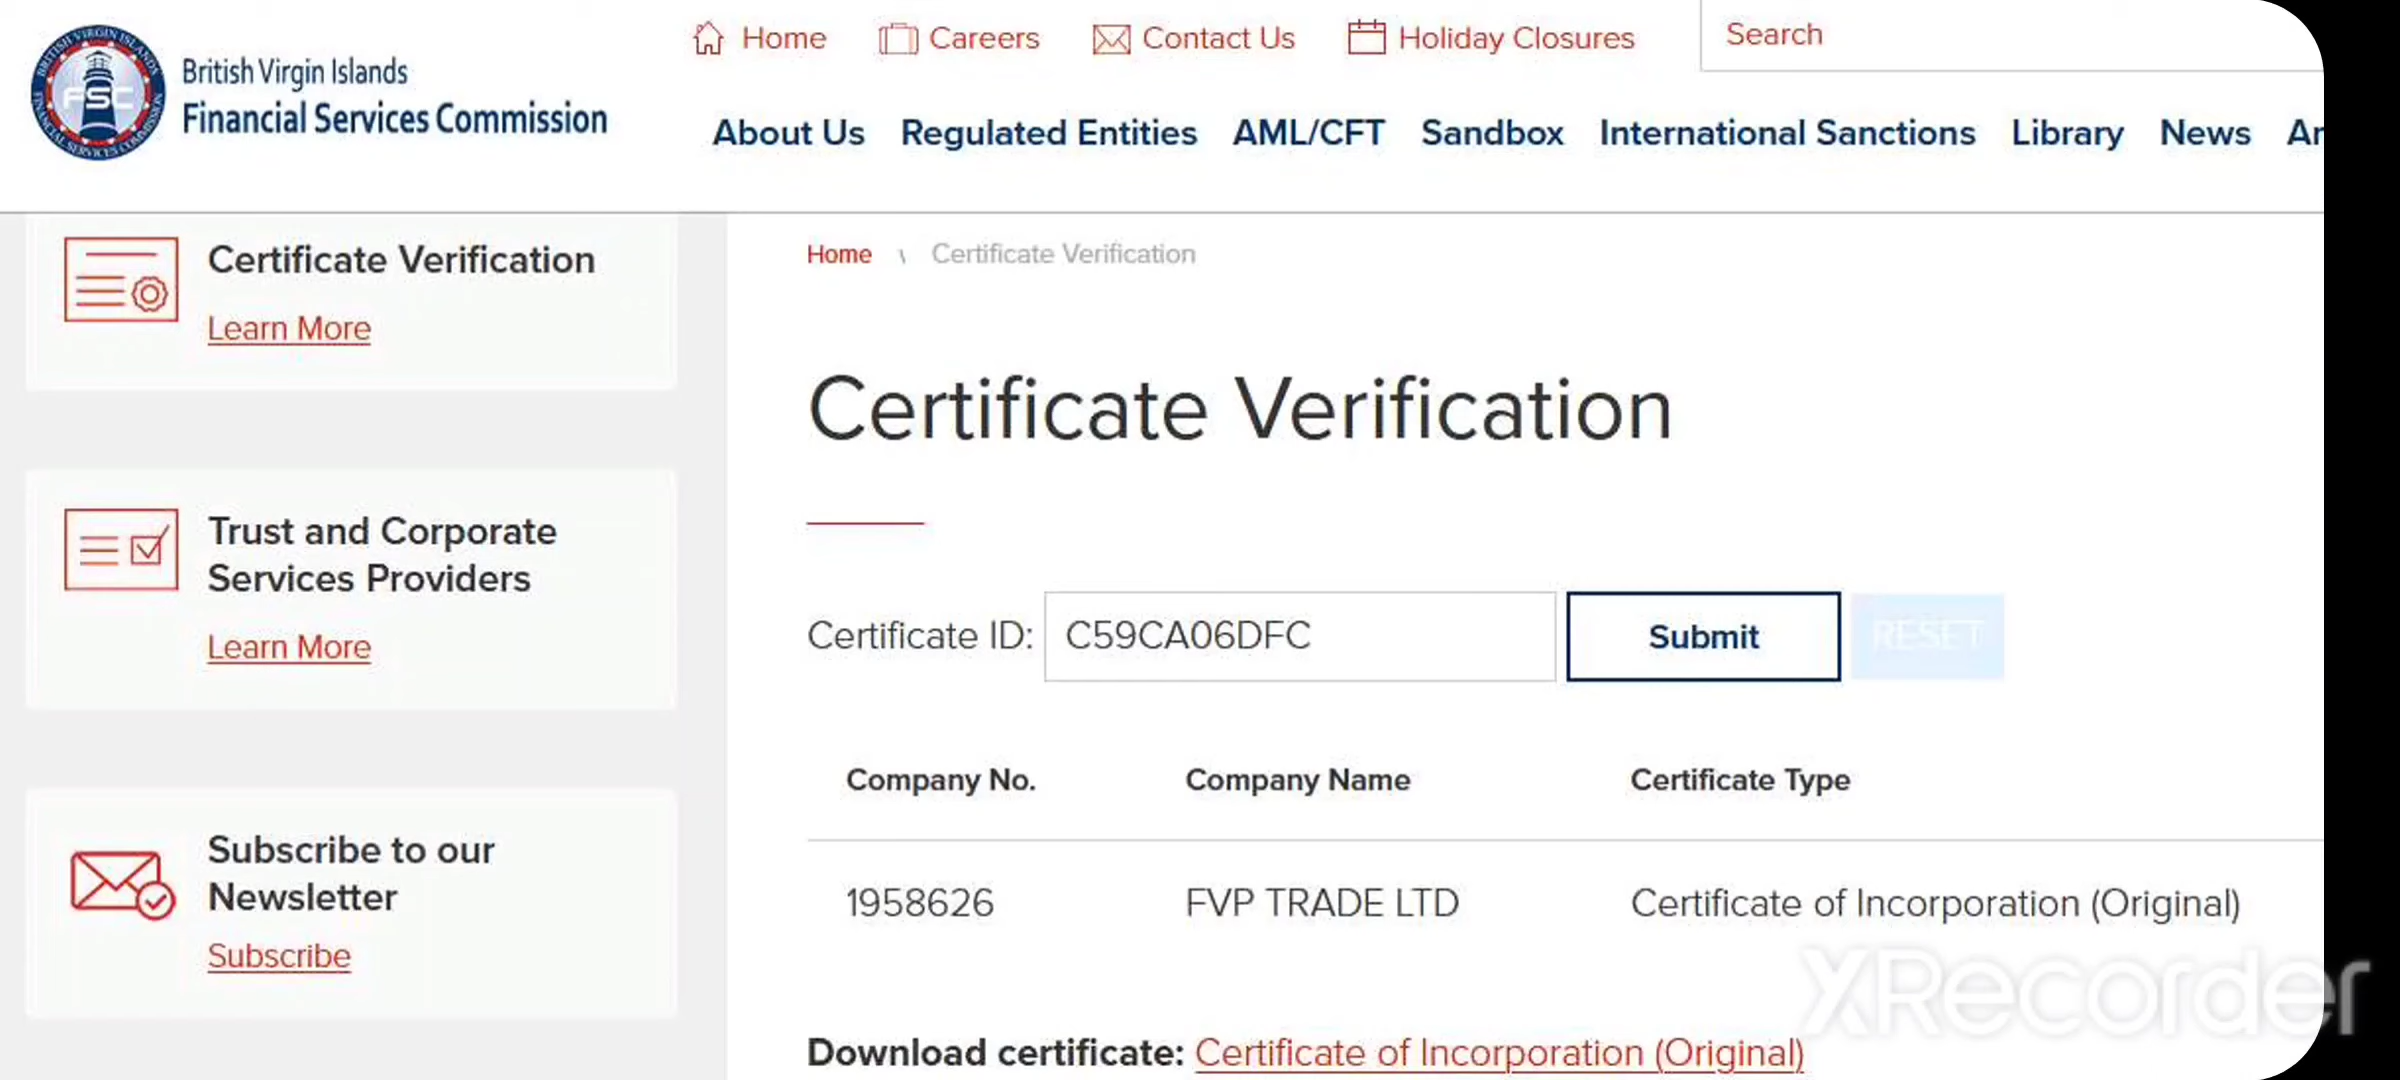 British Virgin Islands
Financial Services Commission
FSC
Home
Careers
Contact Us
Holiday Closures
Search
About Us
Regulated Entities
AML/CFT
Sandbox
International Sanctions
Library
News
Certificate Verification
Learn More
Trust and Corporate
Services Providers
Learn More
Subscribe to our
Newsletter
Subscribe
Home \ Certificate Verification
Certificate Verification
Certificate ID: C59CA06DFC Submit RESET
Company No. Company Name Certificate Type
1958626 FVP TRADE LTD Certificate of Incorporation (Original)
Download certificate: Certificate of Incorporation (Original)
XRecorder